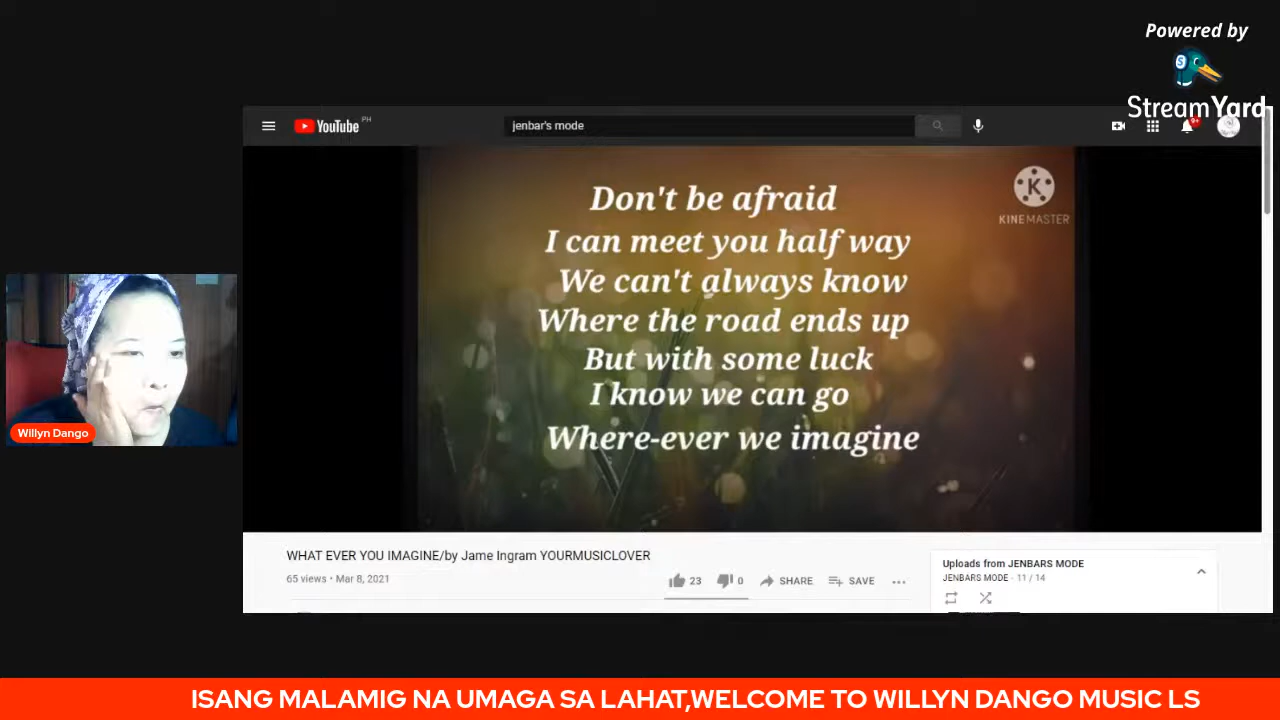 Powered by
StreamYard
YouTube PH
jenbar's mode
9+
Don't be afraid
I can meet you half way
We can't always know
Where the road ends up
But with some luck
I know we can go
Where-ever we imagine
K
KINEMASTER
Willyn Dango
WHAT EVER YOU IMAGINE/by Jame Ingram YOURMUSICLOVER
65 views • Mar 8, 2021
23
0
SHARE
SAVE
Uploads from JENBARS MODE
JENBARS MODE - 11 / 14
ISANG MALAMIG NA UMAGA SA LAHAT,WELCOME TO WILLYN DANGO MUSIC LS